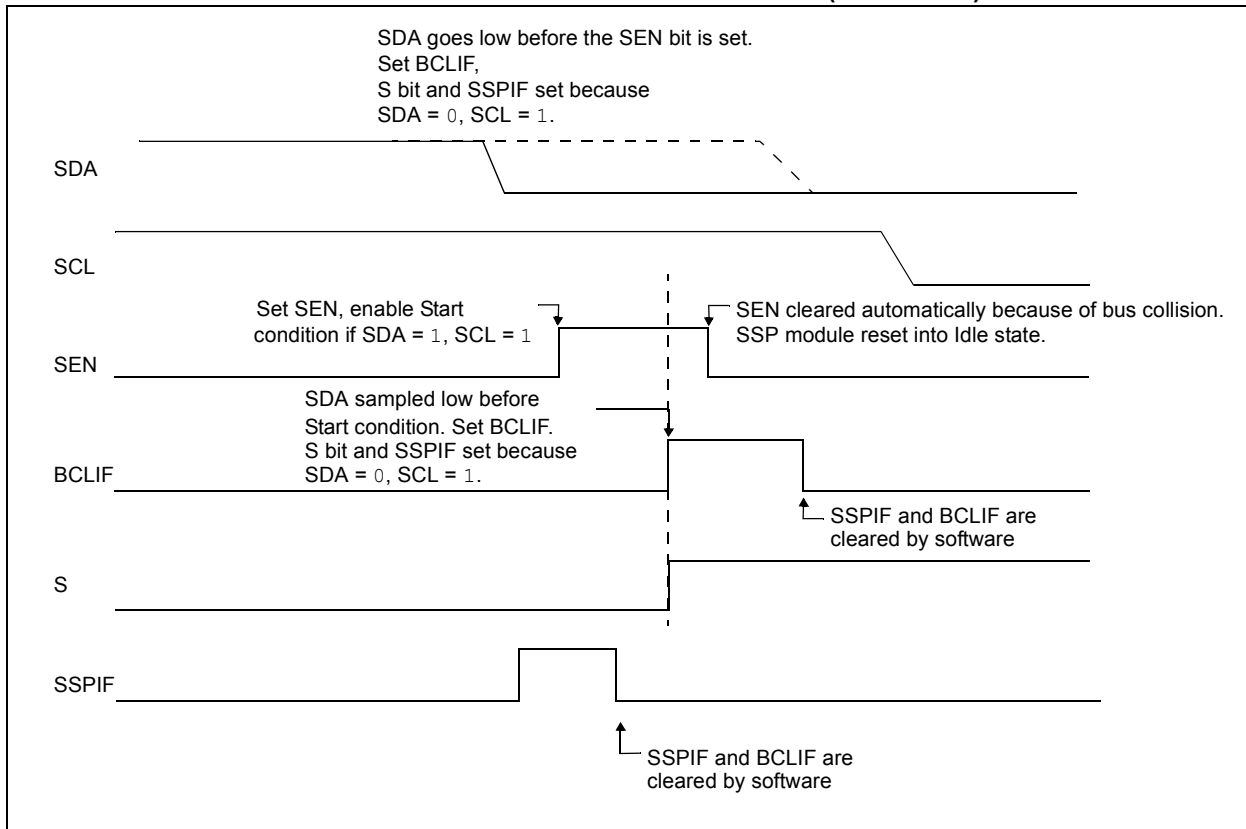 SDA goes low before the SEN bit is set.
Set BCLIF,
S bit and SSPIF set because
SDA = 0, SCL = 1.
SDA
SCL
Set SEN, enable Start
condition if SDA = 1, SCL = 1
SEN cleared automatically because of bus collision.
SSP module reset into Idle state.
SEN
SDA sampled low before
Start condition. Set BCLIF.
S bit and SSPIF set because
SDA = 0, SCL = 1.
BCLIF
SSPIF and BCLIF are
cleared by software
S
SSPIF
SSPIF and BCLIF are
cleared by software